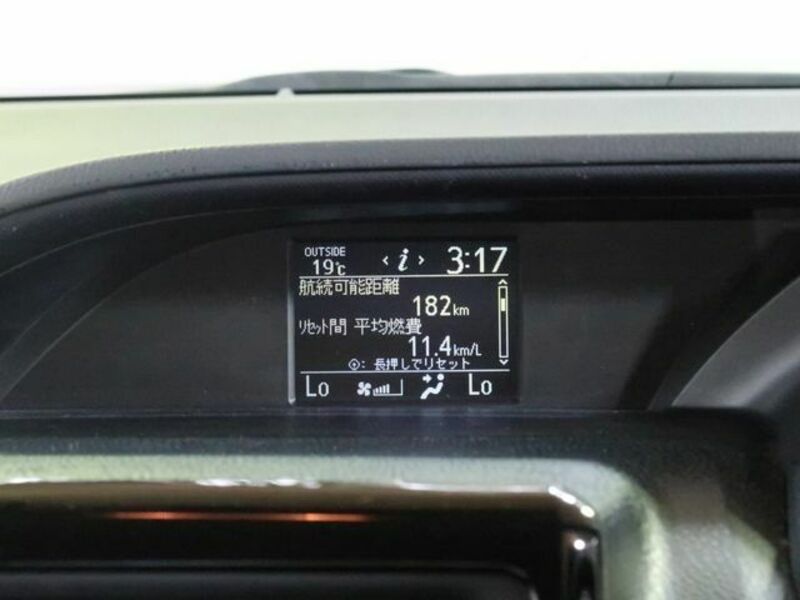 OUTSIDE
19℃
‹ i › 3:17
航続可能距離
182km
リセット間 平均燃費
11.4km/L
⊙: 長押しでリセット
Lo Lo